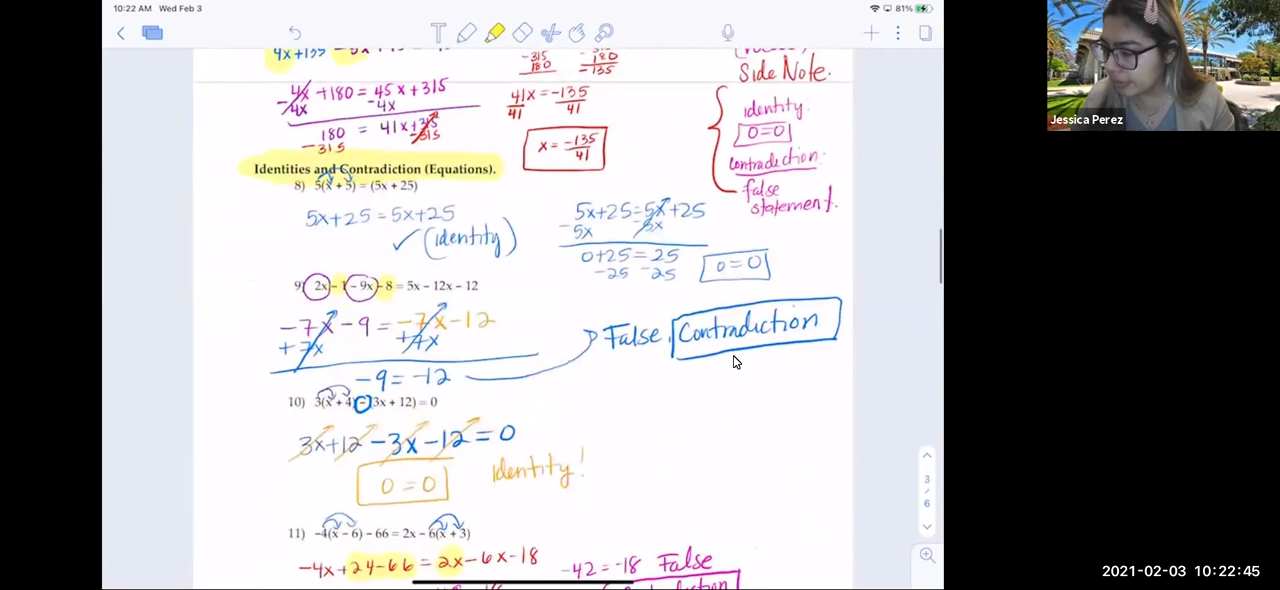 10:22 AM Wed Feb 3
81%
4x+180 = 45x+315
-4x -4x
180 = 41x+315
-315 -315
-315
180
180
-135
41x = -135
41 41
x = -135
41
Side Note.
identity.
0=0
contradiction.
false
statement.
Jessica Perez
Identities and Contradiction (Equations).
8) 5(x + 5) = (5x + 25)
5x+25 = 5x+25
✓ (identity)
5x+25=5x+25
-5x -5x
0+25 = 25
-25 -25
0=0
9) 2x - 1 - 9x - 8 = 5x - 12x - 12
-7x - 9 = -7x - 12
+7x +7x
-9 = -12
False. Contradiction
10) 3(x + 4) - (3x + 12) = 0
3x+12 -3x -12 = 0
0 = 0
identity!
11) -4(x - 6) - 66 = 2x - 6(x + 3)
-4x+24-66 = 2x-6x-18
-42 = -18 False
3
/
6
2021-02-03 10:22:45